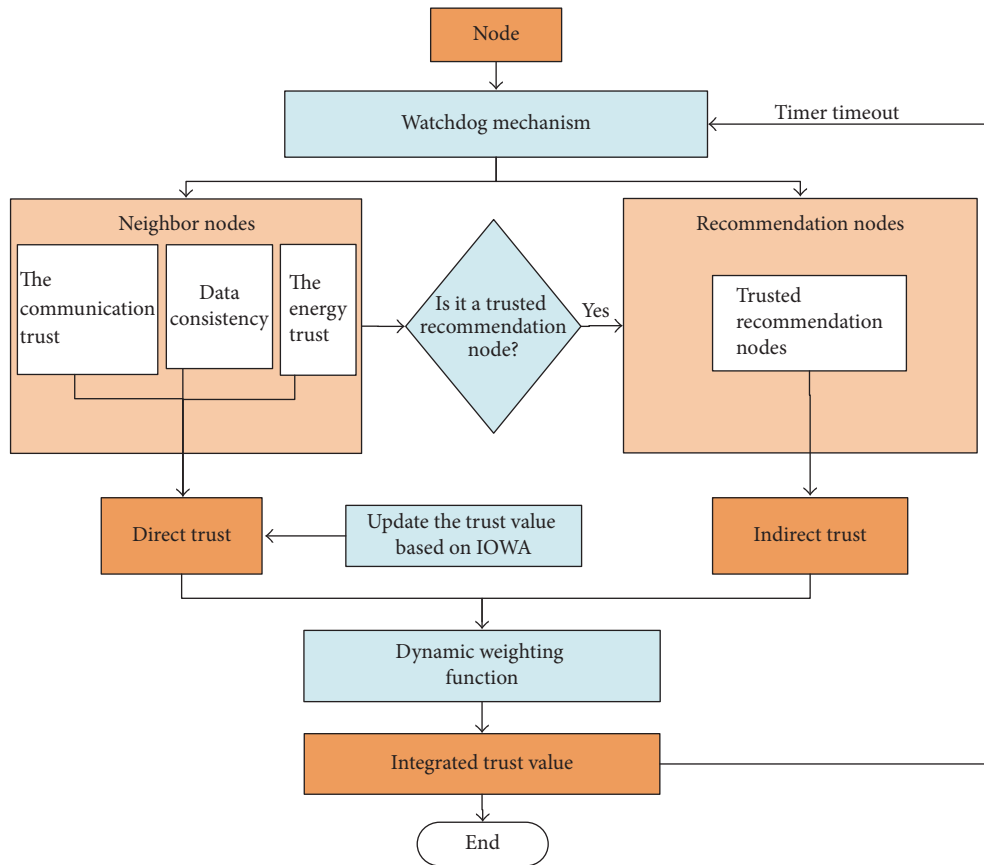 Node
Watchdog mechanism
Timer timeout
Neighbor nodes
The
communication
trust
Data
consistency
The
energy
trust
Is it a trusted
recommendation
node?
Yes
Recommendation nodes
Trusted
recommendation
nodes
Direct trust
Update the trust value
based on IOWA
Indirect trust
Dynamic weighting
function
Integrated trust value
End